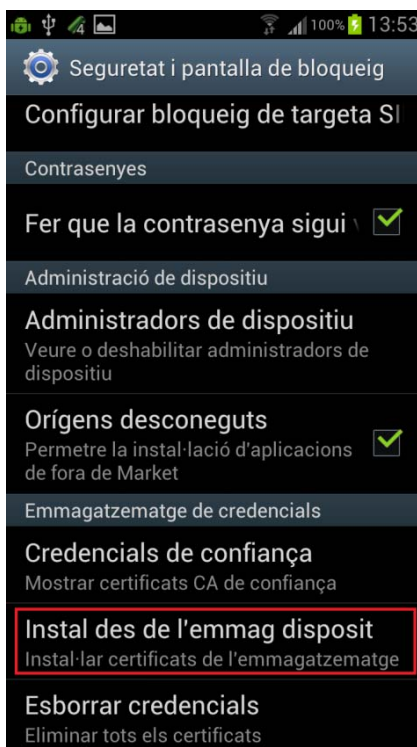 100% 13:53
Seguretat i pantalla de bloqueig
Configurar bloqueig de targeta SI
Contrasenyes
Fer que la contrasenya sigui
Administració de dispositiu
Administradors de dispositiu
Veure o deshabilitar administradors de
dispositiu
Orígens desconeguts
Permetre la instal·lació d'aplicacions
de fora de Market
Emmagatzematge de credencials
Credencials de confiança
Mostrar certificats CA de confiança
Instal des de l'emmag disposit
Instal·lar certificats de l'emmagatzematge
Esborrar credencials
Eliminar tots els certificats